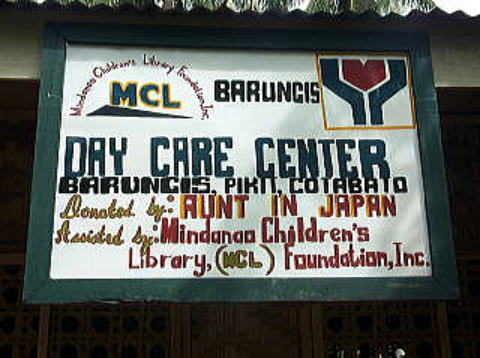 Mindanao Children's Library Foundation, Inc.
MCL
BARUNGIS
DAY CARE CENTER
BARUNGIS, PIKIT, COTABATO
Donated by: AUNT IN JAPAN
Assisted by: Mindanao Children's
Library, (MCL) Foundation, Inc.